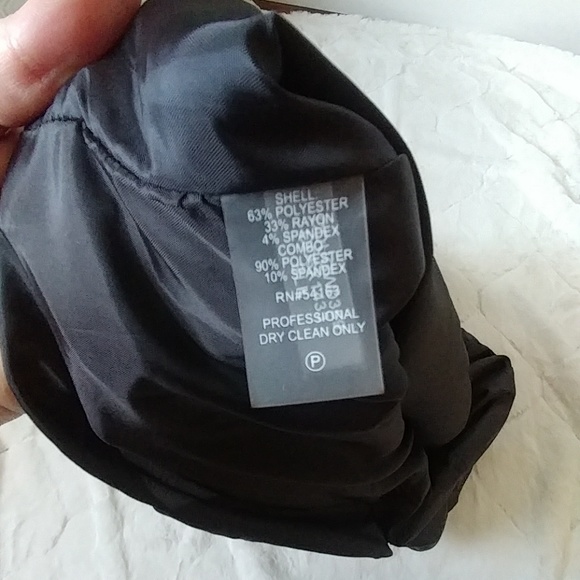 SHELL
63% POLYESTER
33% RAYON
4% SPANDEX
COMBO
90% POLYESTER
10% SPANDEX
PROFESSIONAL
DRY CLEAN ONLY
P